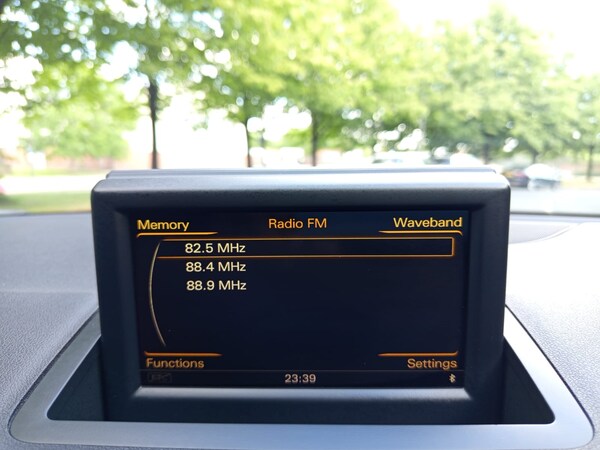 Memory Radio FM Waveband
82.5 MHz
88.4 MHz
88.9 MHz
Functions Settings
23:39